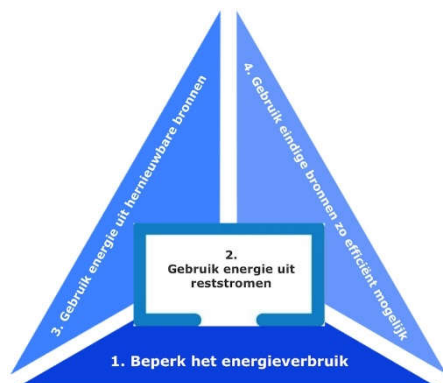 3. Gebruik energie uit hernieuwbare bronnen
4. Gebruik eindige bronnen zo efficiënt mogelijk
2.
Gebruik energie uit
reststromen
1. Beperk het energieverbruik